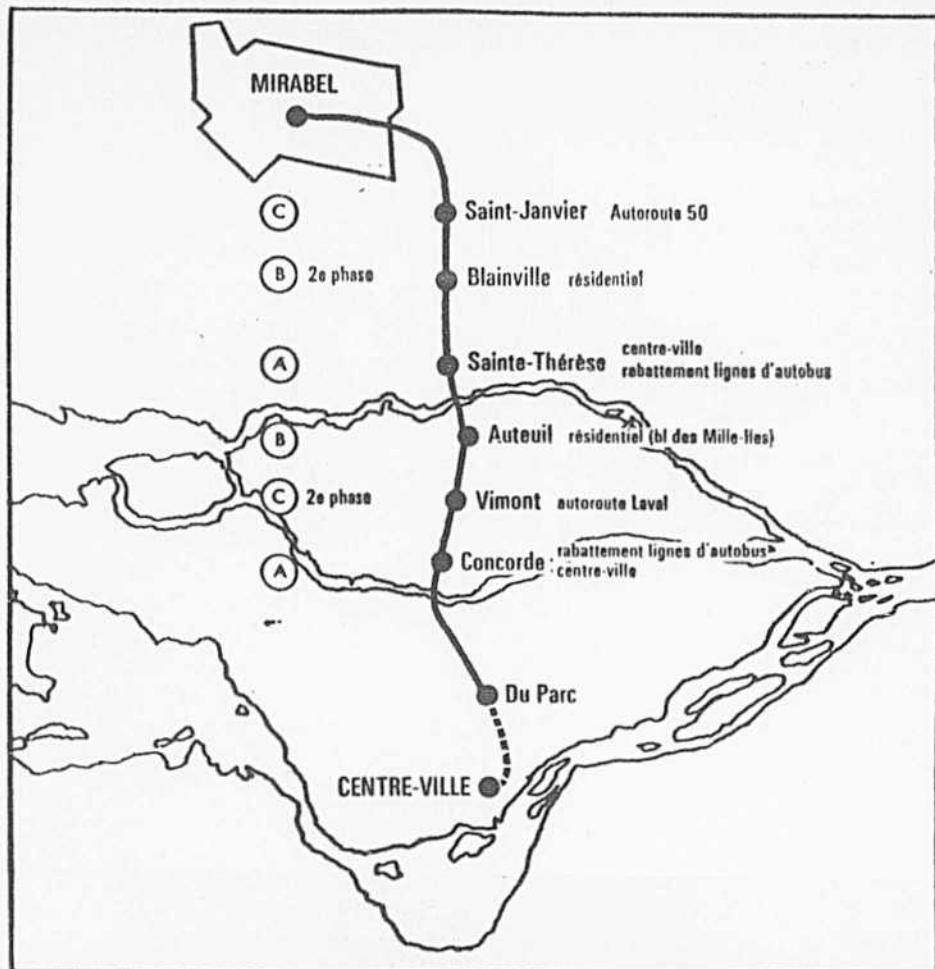 MIRABEL
C Saint-Janvier Autoroute 50
B 2e phase Blainville résidentiel
A Sainte-Thérèse centre-ville
rabattement lignes d'autobus
B Auteuil résidentiel (bl des Mille-Iles)
C 2e phase Vimont autoroute Laval
A Concorde : rabattement lignes d'autobus
centre-ville
Du Parc
CENTRE-VILLE